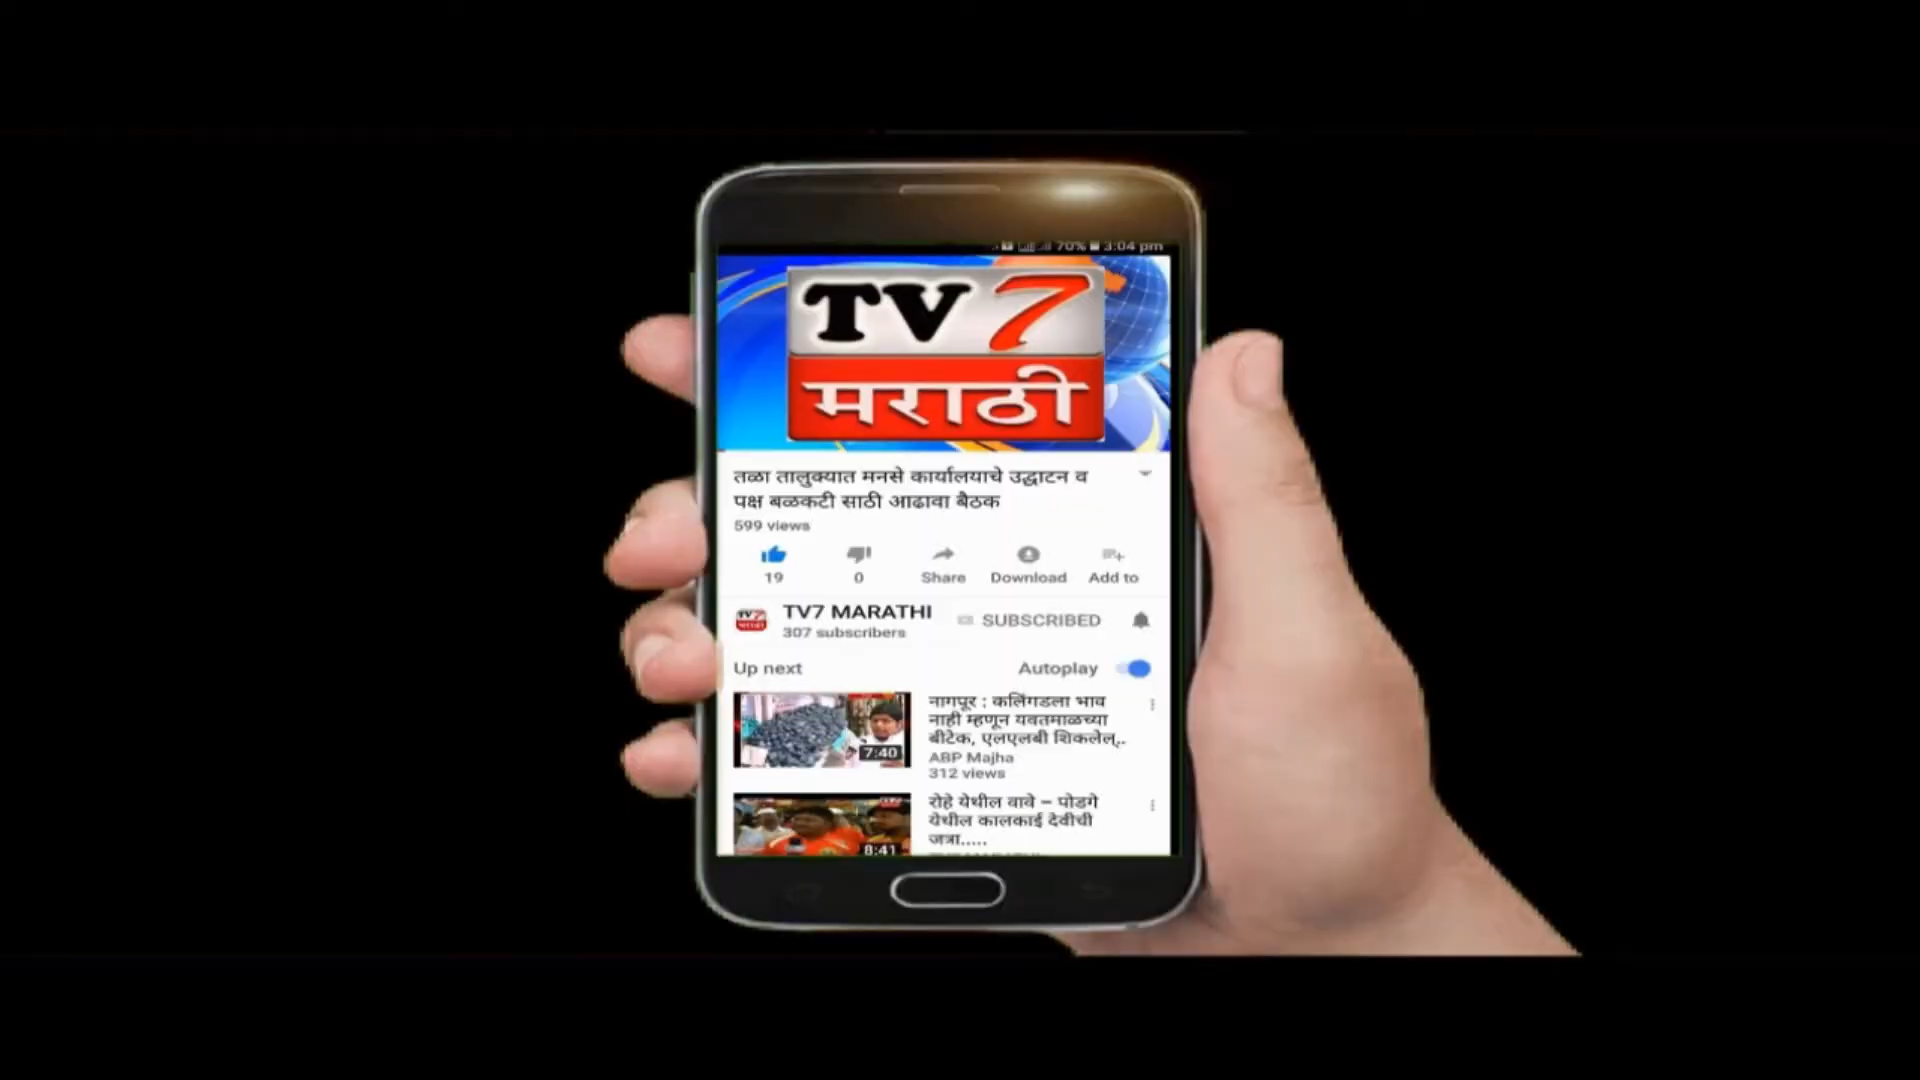 70% 3:04 pm
TV 7
मराठी
तळा तालुक्यात मनसे कार्यालयाचे उद्घाटन व
पक्ष बळकटी साठी आढावा बैठक
599 views
19 0 Share Download Add to
TV7 MARATHI SUBSCRIBED
307 subscribers
Up next Autoplay
नागपूर : कलिंगडला भाव
नाही म्हणून यवतमाळच्या
बीटेक, एलएलबी शिकलेल्..
ABP Majha
312 views
7:40
रोहे येथील वावे – पोडगे
येथील कालकाई देवीची
जत्रा.....
8:41